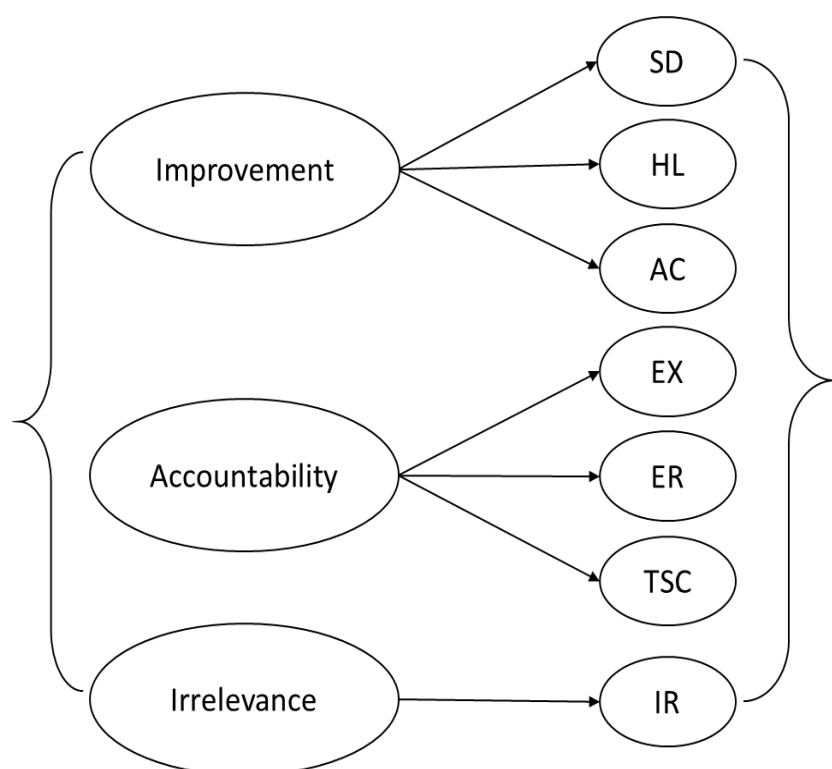 Improvement
SD
HL
AC
Accountability
EX
ER
TSC
Irrelevance
IR